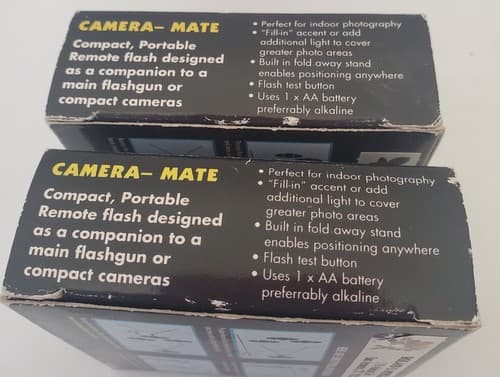 CAMERA– MATE
Compact, Portable
Remote flash designed
as a companion to a
main flashgun or
compact cameras
• Perfect for indoor photography
• "Fill-in" accent or add
additional light to cover
greater photo areas
• Built in fold away stand
enables positioning anywhere
• Flash test button
• Uses 1 x AA battery
preferrably alkaline
CAMERA– MATE
Compact, Portable
Remote flash designed
as a companion to a
main flashgun or
compact cameras
• Perfect for indoor photography
• "Fill-in" accent or add
additional light to cover
greater photo areas
• Built in fold away stand
enables positioning anywhere
• Flash test button
• Uses 1 x AA battery
preferrably alkaline